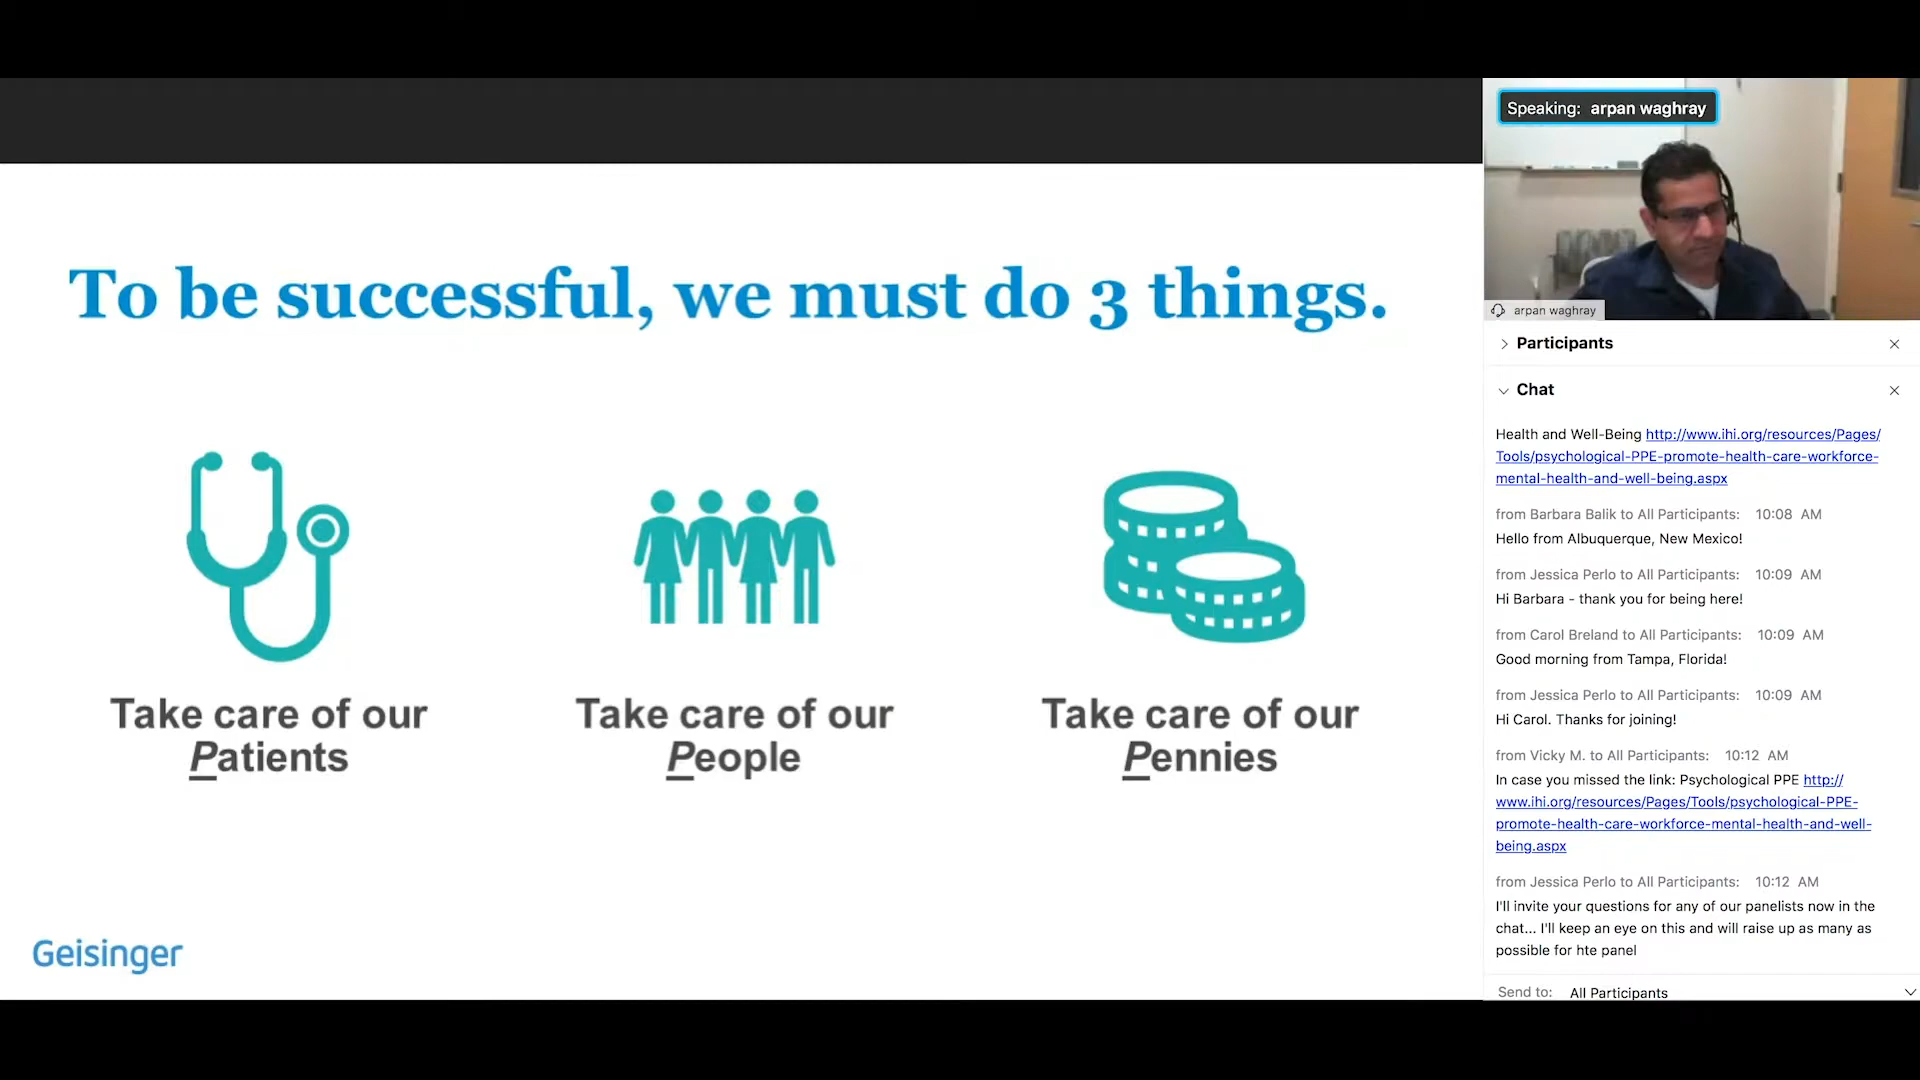 To be successful, we must do 3 things.
Take care of our
Patients
Take care of our
People
Take care of our
Pennies
Geisinger
Speaking: arpan waghray
arpan waghray
Participants
Chat
Health and Well-Being http://www.ihi.org/resources/Pages/
Tools/psychological-PPE-promote-health-care-workforce-
mental-health-and-well-being.aspx
from Barbara Balik to All Participants: 10:08 AM
Hello from Albuquerque, New Mexico!
from Jessica Perlo to All Participants: 10:09 AM
Hi Barbara - thank you for being here!
from Carol Breland to All Participants: 10:09 AM
Good morning from Tampa, Florida!
from Jessica Perlo to All Participants: 10:09 AM
Hi Carol. Thanks for joining!
from Vicky M. to All Participants: 10:12 AM
In case you missed the link: Psychological PPE http://
www.ihi.org/resources/Pages/Tools/psychological-PPE-
promote-health-care-workforce-mental-health-and-well-
being.aspx
from Jessica Perlo to All Participants: 10:12 AM
I'll invite your questions for any of our panelists now in the
chat... I'll keep an eye on this and will raise up as many as
possible for hte panel
Send to: All Participants